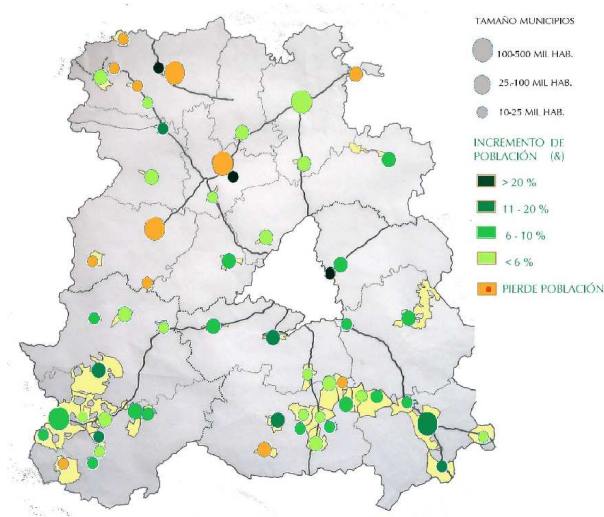 TAMAÑO MUNICIPIOS
100-500 MIL HAB.
25-100 MIL HAB.
10-25 MIL HAB.
INCREMENTO DE
POBLACIÓN (&)
> 20 %
11 - 20 %
6 - 10 %
< 6 %
PIERDE POBLACIÓN